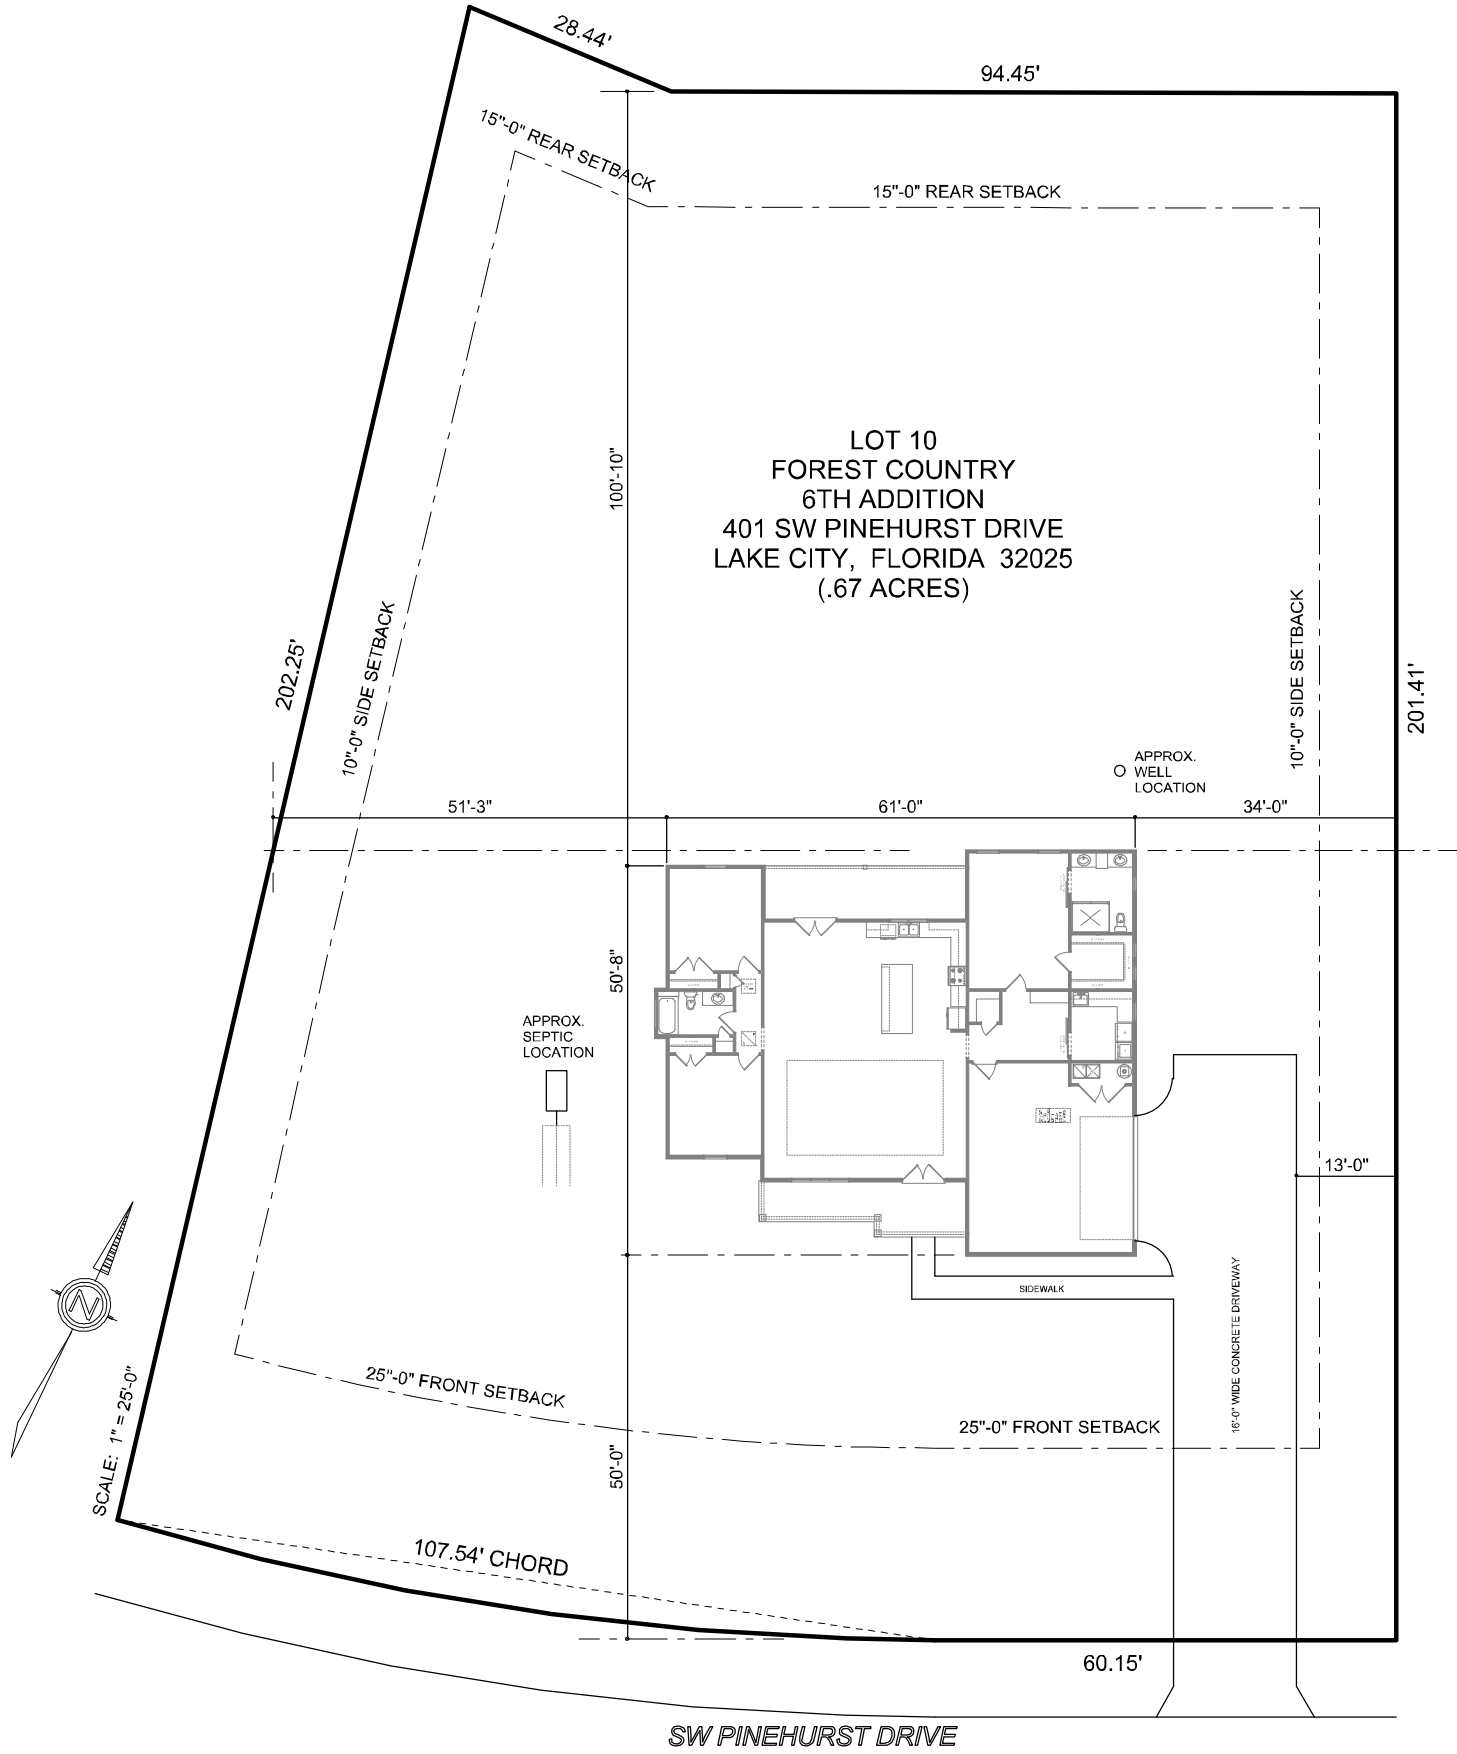 28.44'
94.45'
15"-0" REAR SETBACK
15"-0" REAR SETBACK
LOT 10
FOREST COUNTRY
6TH ADDITION
401 SW PINEHURST DRIVE
LAKE CITY,  FLORIDA  32025
(.67 ACRES)
100'-10"
202.25'
10"-0" SIDE SETBACK
10"-0" SIDE SETBACK
201.41'
APPROX.
WELL
LOCATION
51'-3"
61'-0"
34'-0"
50'-8"
APPROX.
SEPTIC
LOCATION
13'-0"
N
SIDEWALK
16'-0" WIDE CONCRETE DRIVEWAY
SCALE:  1" = 25'-0"
25"-0" FRONT SETBACK
25"-0" FRONT SETBACK
50'-0"
107.54' CHORD
60.15'
SW PINEHURST DRIVE